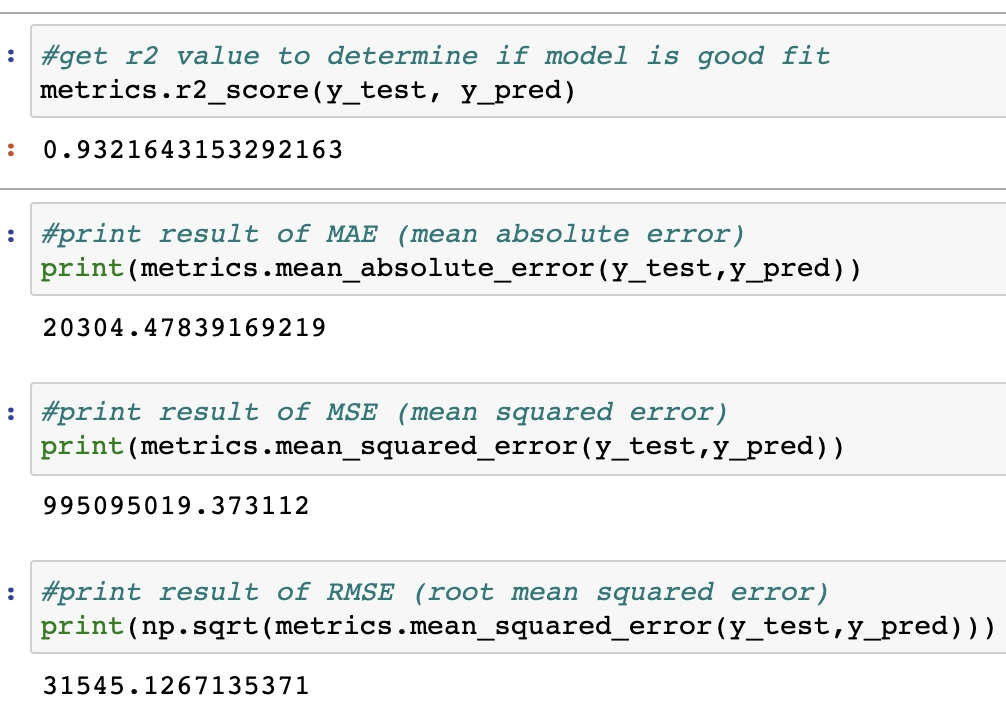 : #get r2 value to determine if model is good fit
metrics.r2_score(y_test, y_pred)
: 0.9321643153292163
: #print result of MAE (mean absolute error)
print(metrics.mean_absolute_error(y_test,y_pred))
20304.47839169219
: #print result of MSE (mean squared error)
print(metrics.mean_squared_error(y_test,y_pred))
995095019.373112
: #print result of RMSE (root mean squared error)
print(np.sqrt(metrics.mean_squared_error(y_test,y_pred)))
31545.1267135371